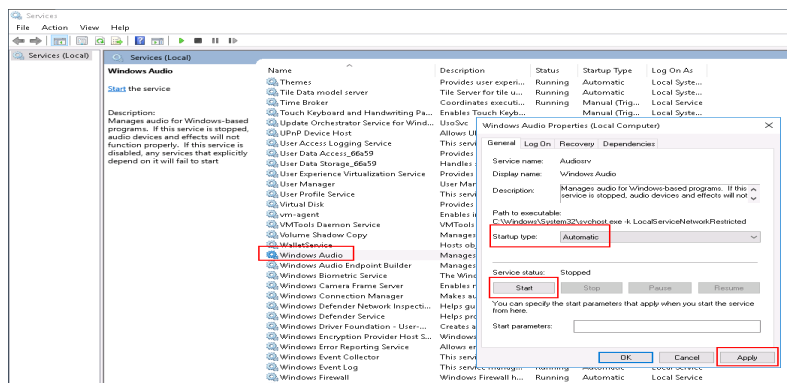 Services
File Action View Help
Services (Local)
Services (Local)
Windows Audio
Start the service
Description:
Manages audio for Windows-based
programs. If this service is stopped,
audio devices and effects will not
function properly. If this service is
disabled, any services that explicitly
depend on it will fail to start
Name Description Status Startup Type Log On As
Themes Provides user experi... Running Automatic Local Syste...
Tile Data model server Tile Server for tile u... Running Automatic Local Syste...
Time Broker Coordinates executi... Running Manual (Trig... Local Service
Touch Keyboard and Handwriting Pa... Enables Touch Keyb... Manual (Trig... Local Syste...
Update Orchestrator Service for Wind... UsoSvc
UPnP Device Host Allows U
User Access Logging Service This servi
User Data Access_66a59 Provides
User Data Storage_66a59 Handles
User Experience Virtualization Service Provides
User Manager User Man
User Profile Service This servi
Virtual Disk Provides
vm-agent Enables i
VMTools Daemon Service VMTools
Volume Shadow Copy Manages
WalletService Hosts ob
Windows Audio Manages
Windows Audio Endpoint Builder Manages
Windows Biometric Service The Winc
Windows Camera Frame Server Enables r
Windows Connection Manager Makes au
Windows Defender Network Inspecti... Helps gu
Windows Defender Service Helps pro
Windows Driver Foundation - User-... Creates a
Windows Encryption Provider Host S... Windows
Windows Error Reporting Service Allows er
Windows Event Collector This servi
Windows Event Log This service manag... Running Automatic Local Service
Windows Firewall Windows Firewall h... Running Automatic Local Service
Windows Audio Properties (Local Computer)
General Log On Recovery Dependencies
Service name: Audiosrv
Display name: Windows Audio
Description: Manages audio for Windows-based programs. If this
service is stopped, audio devices and effects will not
Path to executable:
C:\Windows\System32\svchost.exe -k LocalServiceNetworkRestricted
Startup type: Automatic
Service status: Stopped
Start Stop Pause Resume
You can specify the start parameters that apply when you start the service
from here.
Start parameters:
OK Cancel Apply